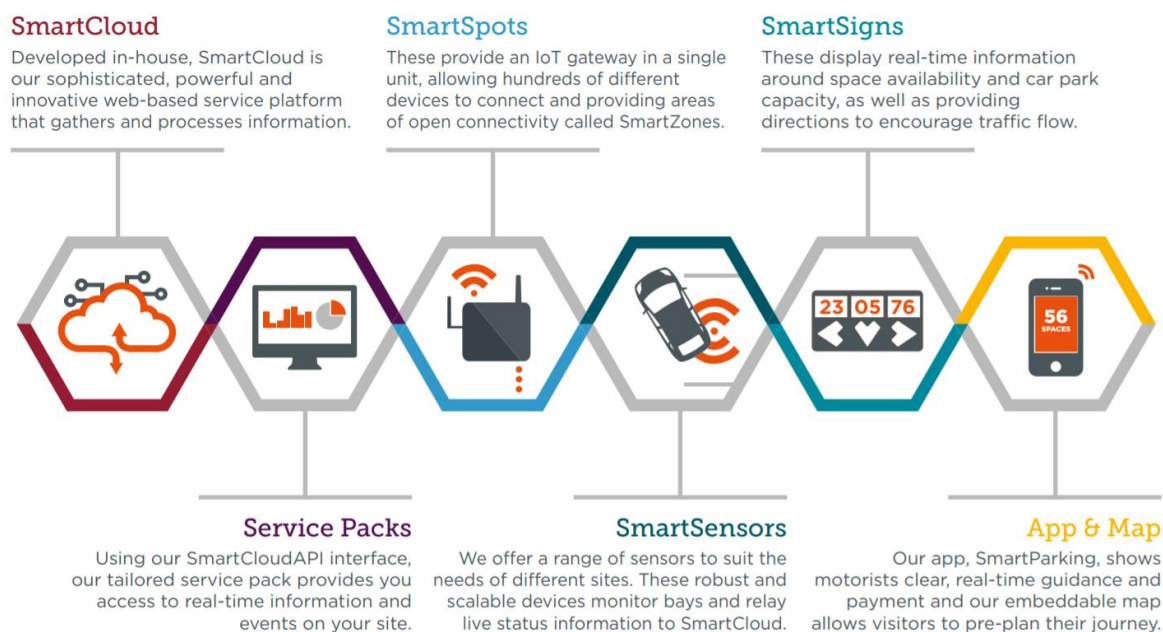 SmartCloud
Developed in-house, SmartCloud is
our sophisticated, powerful and
innovative web-based service platform
that gathers and processes information.
SmartSpots
These provide an IoT gateway in a single
unit, allowing hundreds of different
devices to connect and providing areas
of open connectivity called SmartZones.
SmartSigns
These display real-time information
around space availability and car park
capacity, as well as providing
directions to encourage traffic flow.
23 05 76
56
SPACES
Service Packs
Using our SmartCloudAPI interface,
our tailored service pack provides you
access to real-time information and
events on your site.
SmartSensors
We offer a range of sensors to suit the
needs of different sites. These robust and
scalable devices monitor bays and relay
live status information to SmartCloud.
App & Map
Our app, SmartParking, shows
motorists clear, real-time guidance and
payment and our embeddable map
allows visitors to pre-plan their journey.